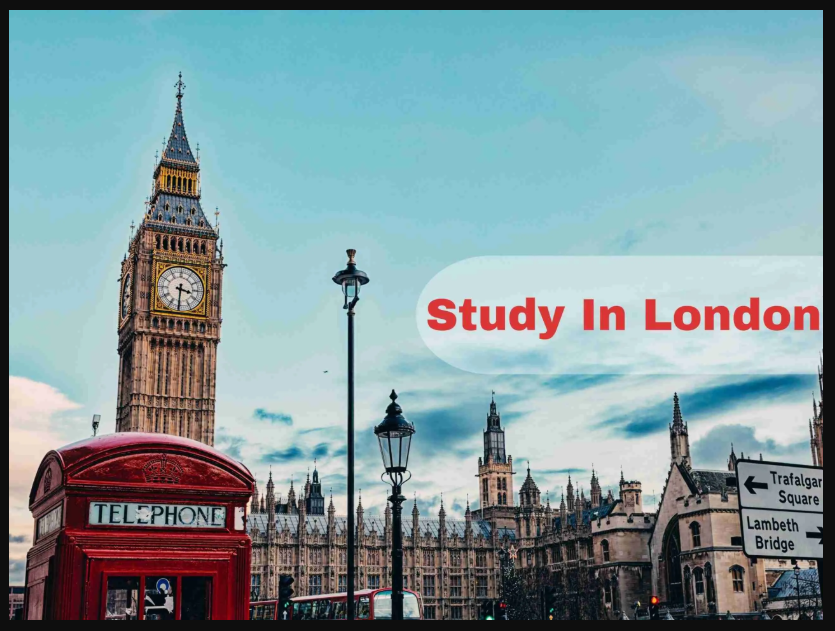 Study In London
TELEPHONE
Trafalgar
Square
Lambeth
Bridge